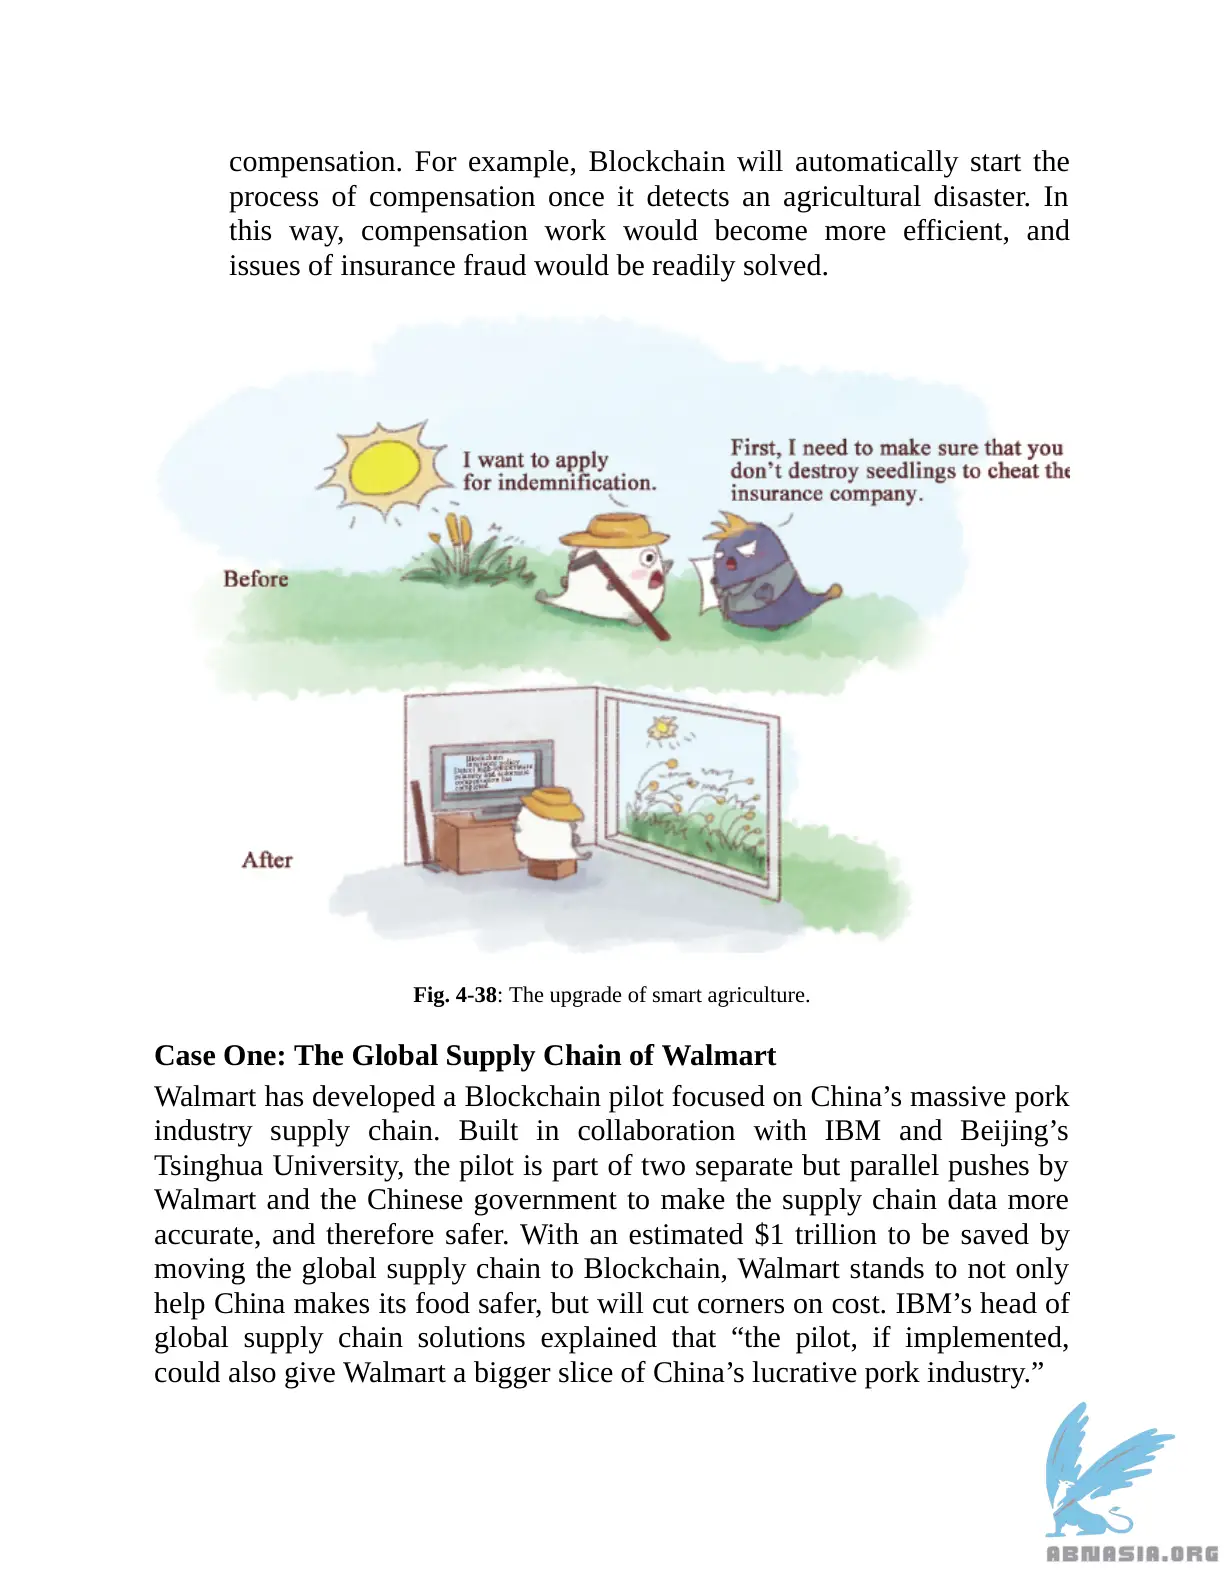 compensation. For example, Blockchain will automatically start the
process of compensation once it detects an agricultural disaster. In
this way, compensation work would become more efficient, and
issues of insurance fraud would be readily solved.
I want to apply
for indemnification.
First, I need to make sure that you
don’t destroy seedlings to cheat the
insurance company.
Before
Blockchain
insurance policy
After
Fig. 4-38: The upgrade of smart agriculture.
Case One: The Global Supply Chain of Walmart
Walmart has developed a Blockchain pilot focused on China’s massive pork
industry supply chain. Built in collaboration with IBM and Beijing’s
Tsinghua University, the pilot is part of two separate but parallel pushes by
Walmart and the Chinese government to make the supply chain data more
accurate, and therefore safer. With an estimated $1 trillion to be saved by
moving the global supply chain to Blockchain, Walmart stands to not only
help China makes its food safer, but will cut corners on cost. IBM’s head of
global supply chain solutions explained that “the pilot, if implemented,
could also give Walmart a bigger slice of China’s lucrative pork industry.”
ABNASIA.ORG